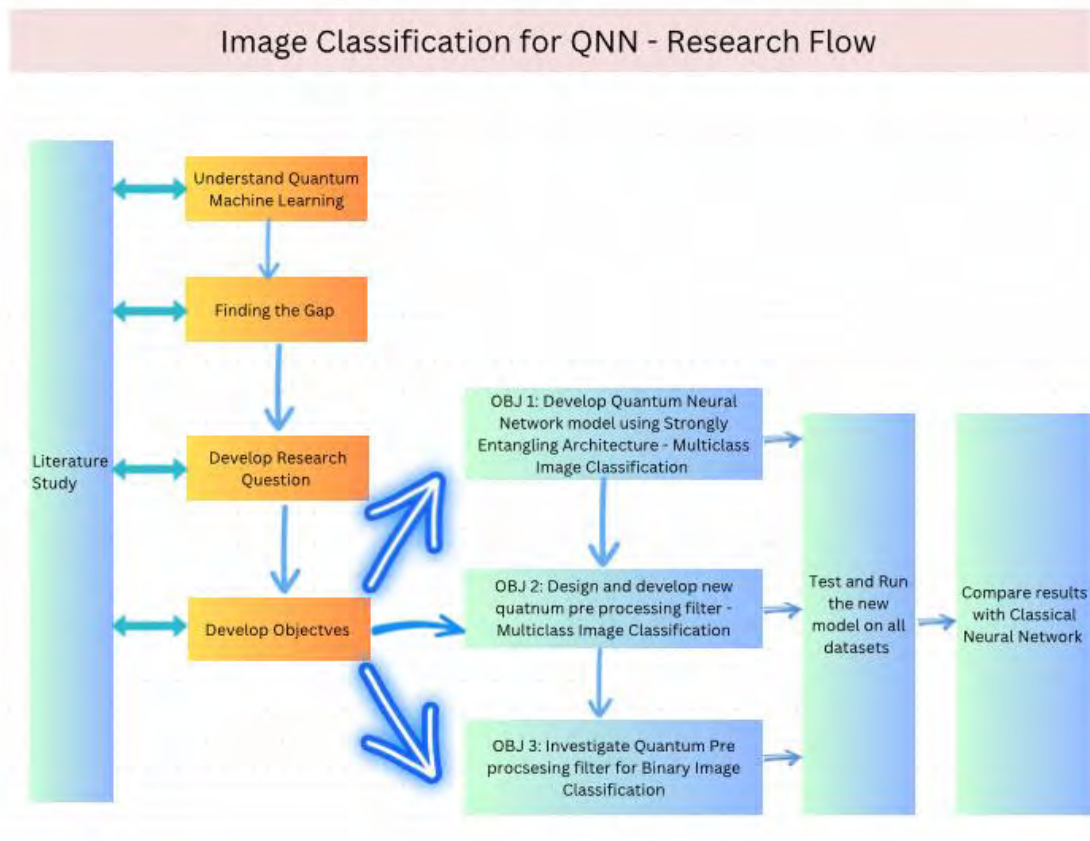 Image Classification for QNN - Research Flow
Literature
Study
Understand Quantum
Machine Learning
Finding the Gap
Develop Research
Question
Develop Objectves
OBJ 1: Develop Quantum Neural
Network model using Strongly
Entangling Architecture - Multiclass
Image Classification
OBJ 2: Design and develop new
quatnum pre processing filter -
Multiclass Image Classification
OBJ 3: Investigate Quantum Pre
procsesing filter for Binary Image
Classification
Test and Run
the new
model on all
datasets
Compare results
with Classical
Neural Network